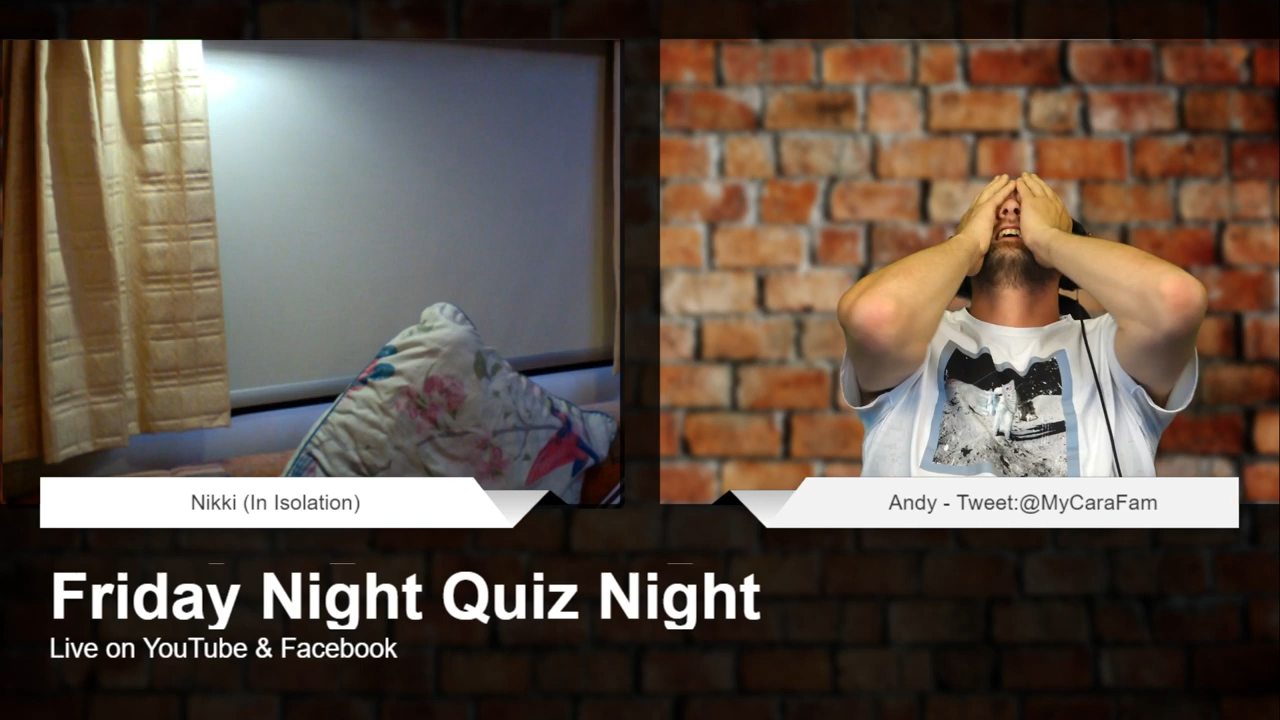 Nikki (In Isolation)
Andy - Tweet:@MyCaraFam
Friday Night Quiz Night
Live on YouTube & Facebook